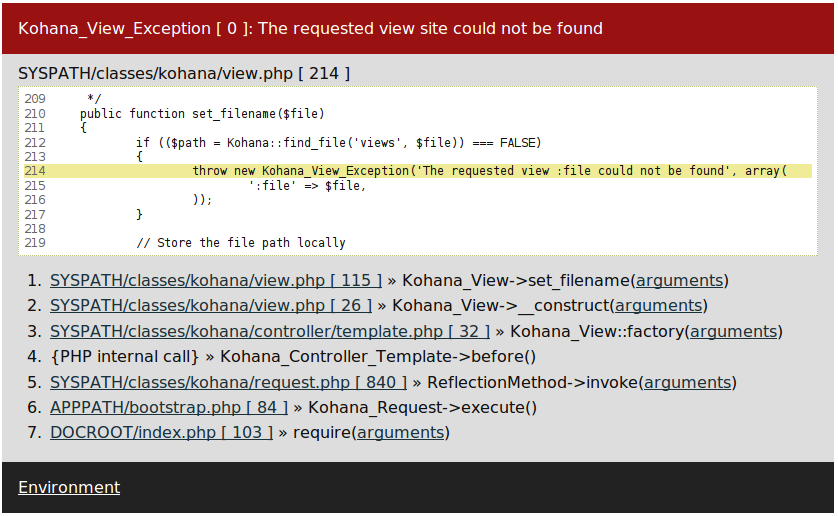 Kohana_View_Exception [ 0 ]: The requested view site could not be found
SYSPATH/classes/kohana/view.php [ 214 ]
209 */
210 public function set_filename($file)
211 {
212 if (($path = Kohana::find_file('views', $file)) === FALSE)
213 {
214 throw new Kohana_View_Exception('The requested view :file could not be found', array(
215 ':file' => $file,
216 ));
217 }
218
219 // Store the file path locally
1. SYSPATH/classes/kohana/view.php [ 115 ] » Kohana_View->set_filename(arguments)
2. SYSPATH/classes/kohana/view.php [ 26 ] » Kohana_View->__construct(arguments)
3. SYSPATH/classes/kohana/controller/template.php [ 32 ] » Kohana_View::factory(arguments)
4. {PHP internal call} » Kohana_Controller_Template->before()
5. SYSPATH/classes/kohana/request.php [ 840 ] » ReflectionMethod->invoke(arguments)
6. APPPATH/bootstrap.php [ 84 ] » Kohana_Request->execute()
7. DOCROOT/index.php [ 103 ] » require(arguments)
Environment